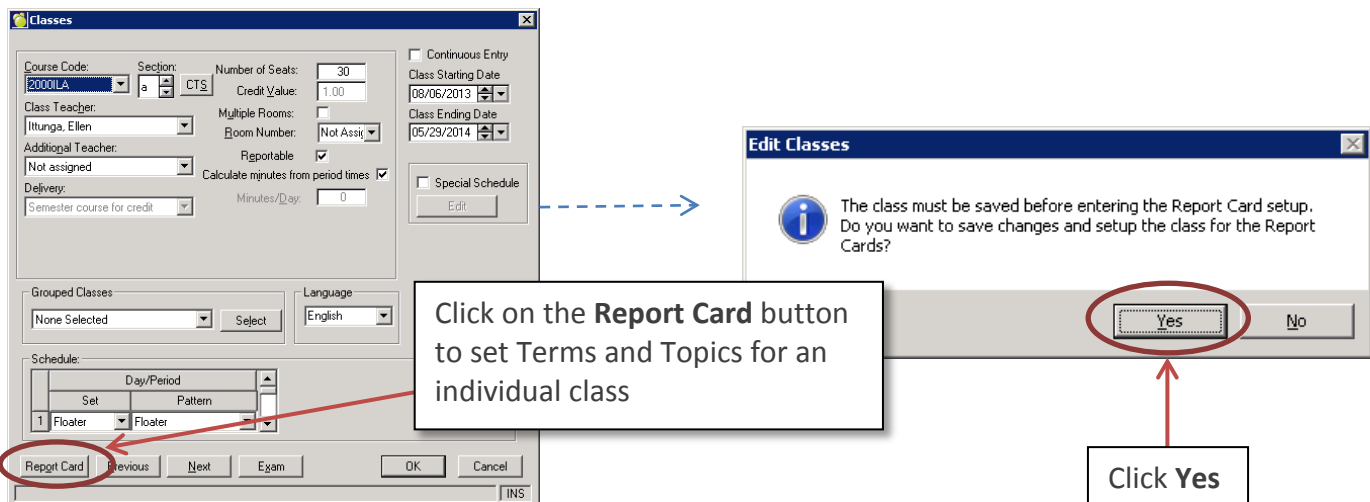 Classes
Course Code:
Section:
Number of Seats:
30
Continuous Entry
2000ILA
a
CTS
Credit Value:
1.00
Class Starting Date
08/06/2013
Class Teacher:
Multiple Rooms:
Class Ending Date
Ittunga, Ellen
Room Number:
Not Assig
05/29/2014
Additional Teacher:
Reportable
Not assigned
Calculate minutes from period times
Delivery:
Minutes/Day:
0
Special Schedule
Semester course for credit
Edit
Grouped Classes
Language
None Selected
Select
English
Schedule:
Day/Period
Set
Pattern
1
Floater
Floater
Report Card
Previous
Next
Exam
OK
Cancel
INS
Click on the Report Card button
to set Terms and Topics for an
individual class
Edit Classes
The class must be saved before entering the Report Card setup.
Do you want to save changes and setup the class for the Report
Cards?
Yes
No
Click Yes